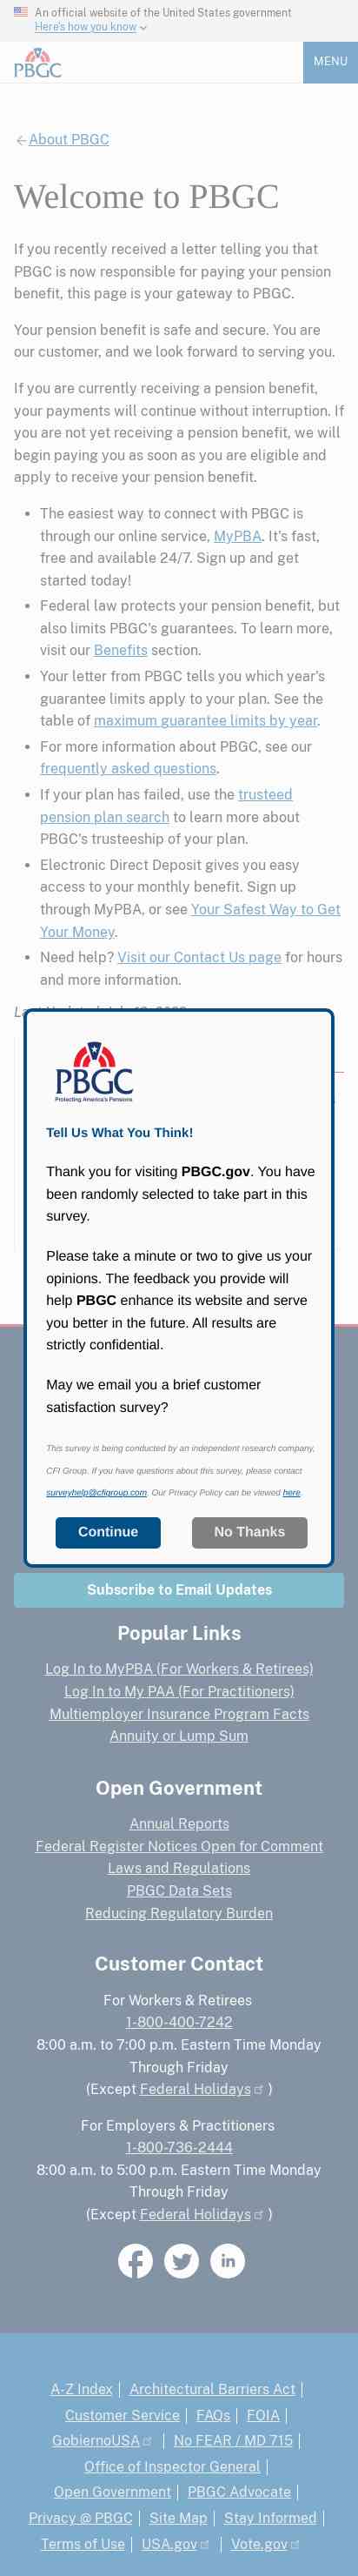 An official website of the United States government
Here's how you know
PBGC
MENU
About PBGC
Welcome to PBGC
If you recently received a letter telling you that
PBGC is now responsible for paying your pension
benefit, this page is your gateway to PBGC.
Your pension benefit is safe and secure. You are
our customer, and we look forward to serving you.
If you are currently receiving a pension benefit,
your payments will continue without interruption. If
you are not yet receiving a pension benefit, we will
begin paying you as soon as you are eligible and
apply to receive your pension benefit.
• The easiest way to connect with PBGC is
through our online service, MyPBA. It's fast,
free and available 24/7. Sign up and get
started today!
• Federal law protects your pension benefit, but
also limits PBGC's guarantees. To learn more,
visit our Benefits section.
• Your letter from PBGC tells you which year's
guarantee limits apply to your plan. See the
table of maximum guarantee limits by year.
• For more information about PBGC, see our
frequently asked questions.
• If your plan has failed, use the trusteed
pension plan search to learn more about
PBGC's trusteeship of your plan.
• Electronic Direct Deposit gives you easy
access to your monthly benefit. Sign up
through MyPBA, or see Your Safest Way to Get
Your Money.
• Need help? Visit our Contact Us page for hours
and more information.
PBGC
Protecting America's Pensions
Tell Us What You Think!
Thank you for visiting PBGC.gov. You have
been randomly selected to take part in this
survey.
Please take a minute or two to give us your
opinions. The feedback you provide will
help PBGC enhance its website and serve
you better in the future. All results are
strictly confidential.
May we email you a brief customer
satisfaction survey?
This survey is being conducted by an independent research company,
CFI Group. If you have questions about this survey, please contact
surveyhelp@cfigroup.com. Our Privacy Policy can be viewed here.
Continue No Thanks
Subscribe to Email Updates
Popular Links
Log In to MyPBA (For Workers & Retirees)
Log In to My PAA (For Practitioners)
Multiemployer Insurance Program Facts
Annuity or Lump Sum
Open Government
Annual Reports
Federal Register Notices Open for Comment
Laws and Regulations
PBGC Data Sets
Reducing Regulatory Burden
Customer Contact
For Workers & Retirees
1-800-400-7242
8:00 a.m. to 7:00 p.m. Eastern Time Monday
Through Friday
(Except Federal Holidays )
For Employers & Practitioners
1-800-736-2444
8:00 a.m. to 5:00 p.m. Eastern Time Monday
Through Friday
(Except Federal Holidays )
A-Z Index | Architectural Barriers Act |
Customer Service | FAQs | FOIA |
GobiernoUSA | No FEAR / MD 715 |
Office of Inspector General |
Open Government | PBGC Advocate |
Privacy @ PBGC | Site Map | Stay Informed |
Terms of Use | USA.gov | Vote.gov